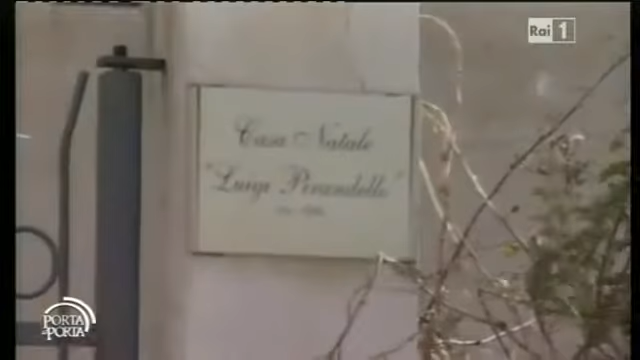 Rai 1
Casa Natale
"Luigi Pirandello"
PORTA
a PORTA